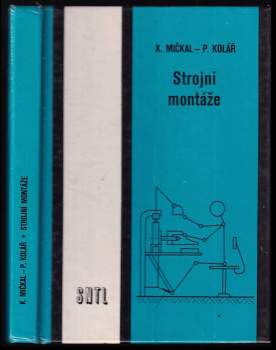 K. MIČKAL – P. KOLÁŘ • STROJNÍ MONTÁŽE
SNTL
K. MIČKAL – P. KOLÁŘ
Strojní
montáže